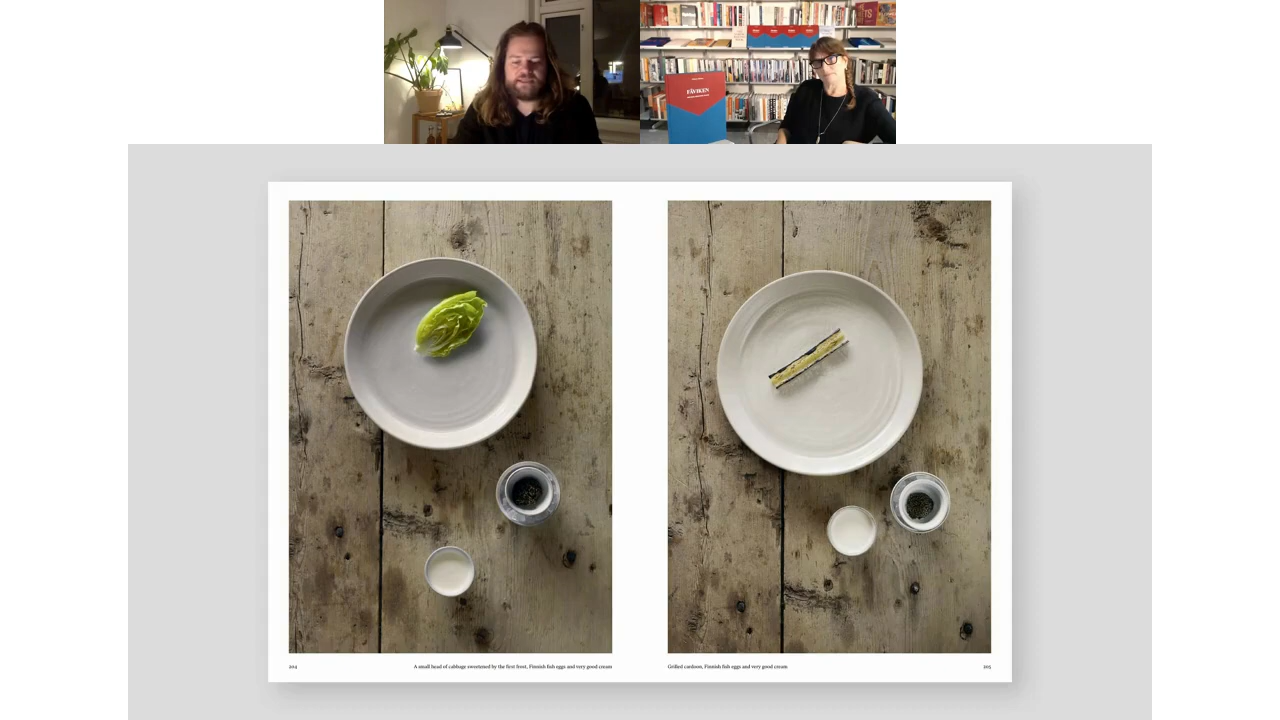 FÄVIKEN
204
A small head of cabbage sweetened by the first frost, Finnish fish eggs and very good cream
Grilled cardoon, Finnish fish eggs and very good cream
205